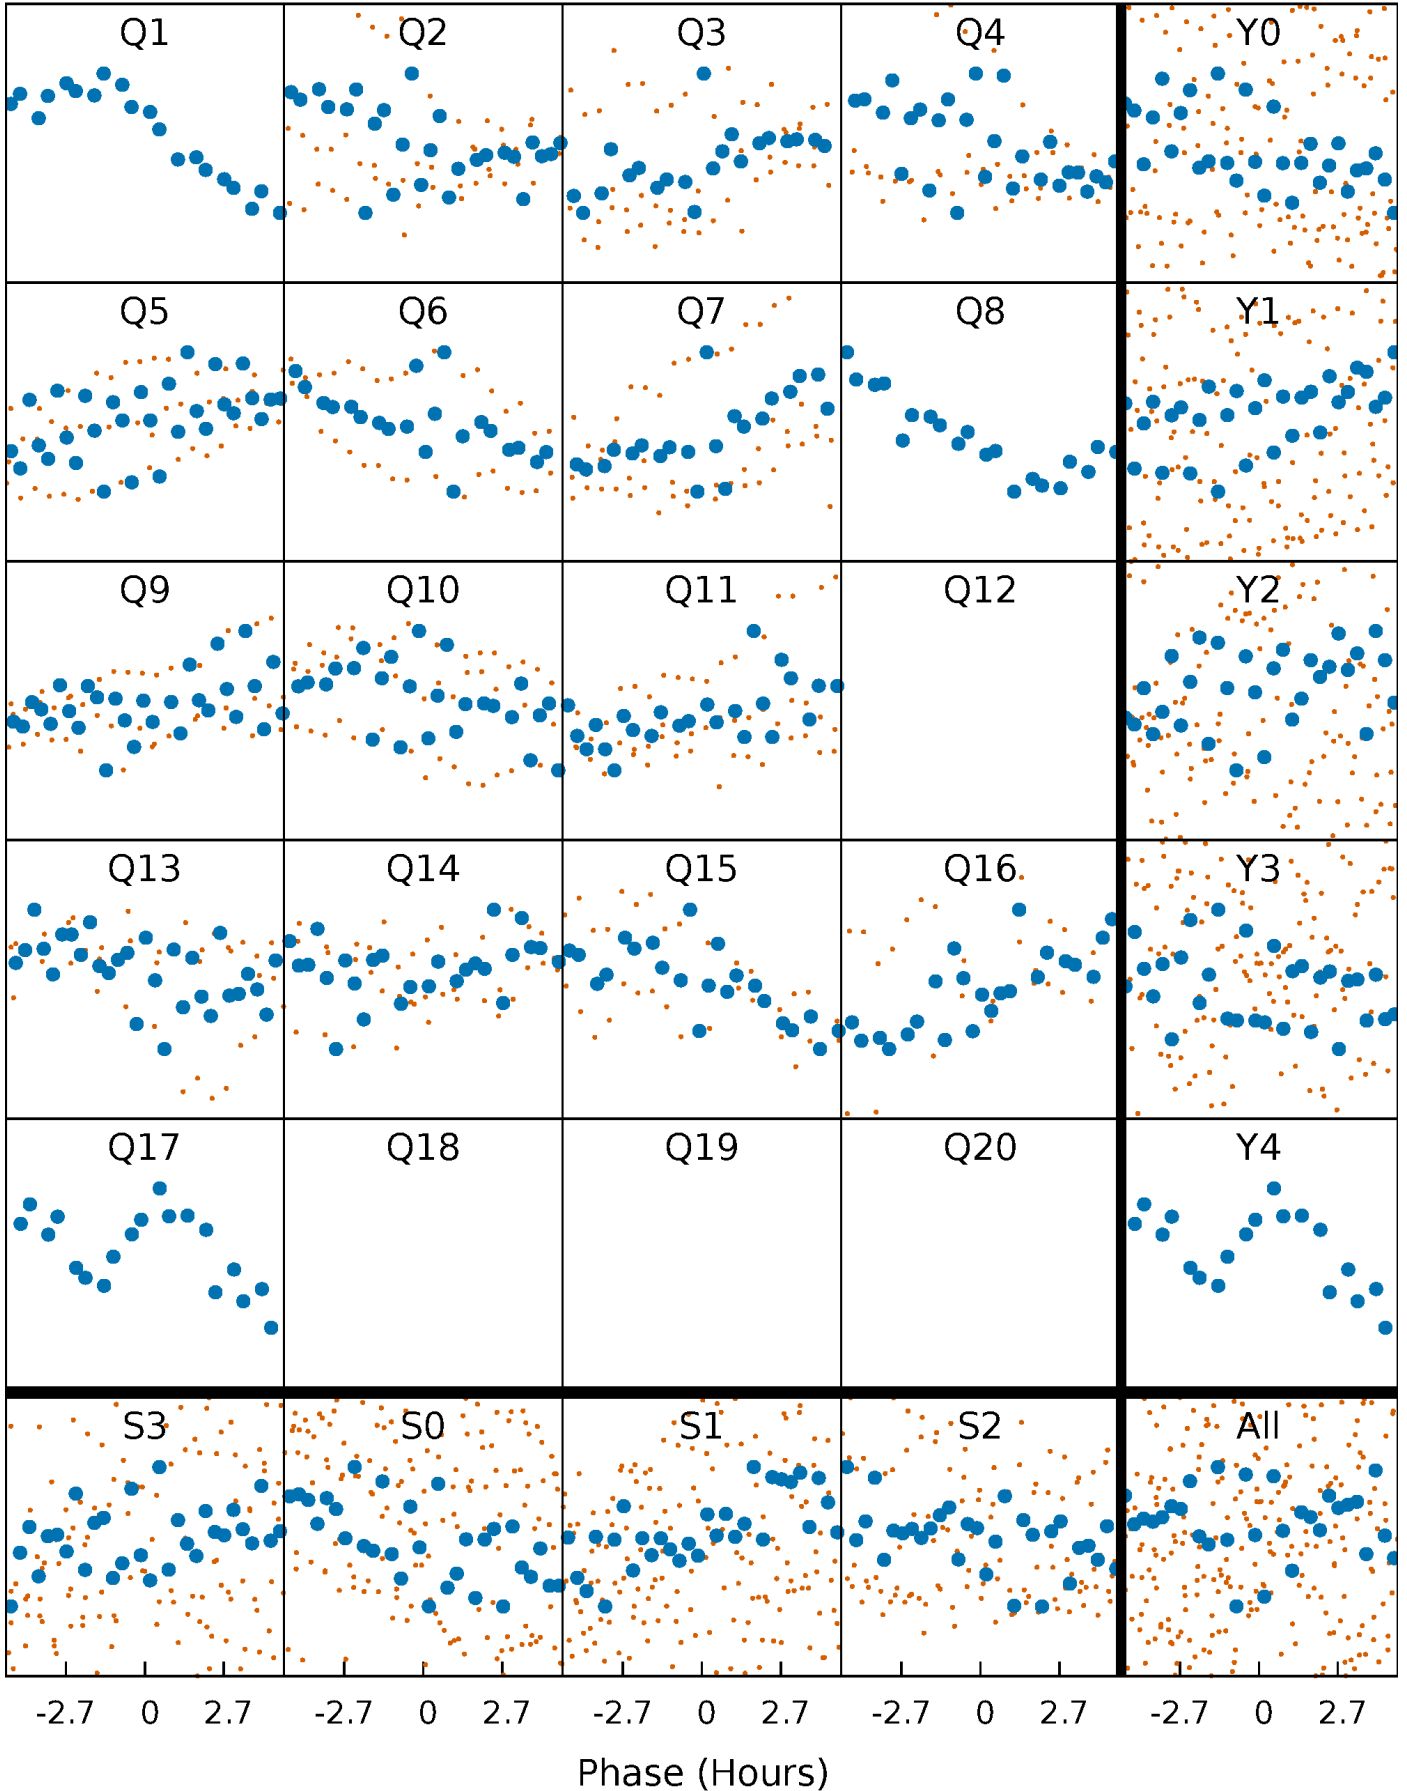 Q1 Q2 Q3 Q4 Y0
Q5 Q6 Q7 Q8 Y1
Q9 Q10 Q11 Q12 Y2
Q13 Q14 Q15 Q16 Y3
Q17 Q18 Q19 Q20 Y4
S3 S0 S1 S2 All
-2.7 0 2.7 -2.7 0 2.7 -2.7 0 2.7 -2.7 0 2.7 -2.7 0 2.7
Phase (Hours)